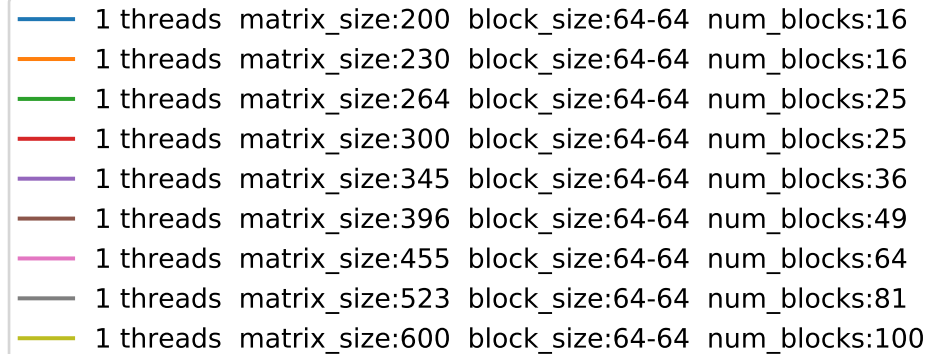 1 threads  matrix_size:200  block_size:64-64  num_blocks:16
1 threads  matrix_size:230  block_size:64-64  num_blocks:16
1 threads  matrix_size:264  block_size:64-64  num_blocks:25
1 threads  matrix_size:300  block_size:64-64  num_blocks:25
1 threads  matrix_size:345  block_size:64-64  num_blocks:36
1 threads  matrix_size:396  block_size:64-64  num_blocks:49
1 threads  matrix_size:455  block_size:64-64  num_blocks:64
1 threads  matrix_size:523  block_size:64-64  num_blocks:81
1 threads  matrix_size:600  block_size:64-64  num_blocks:100